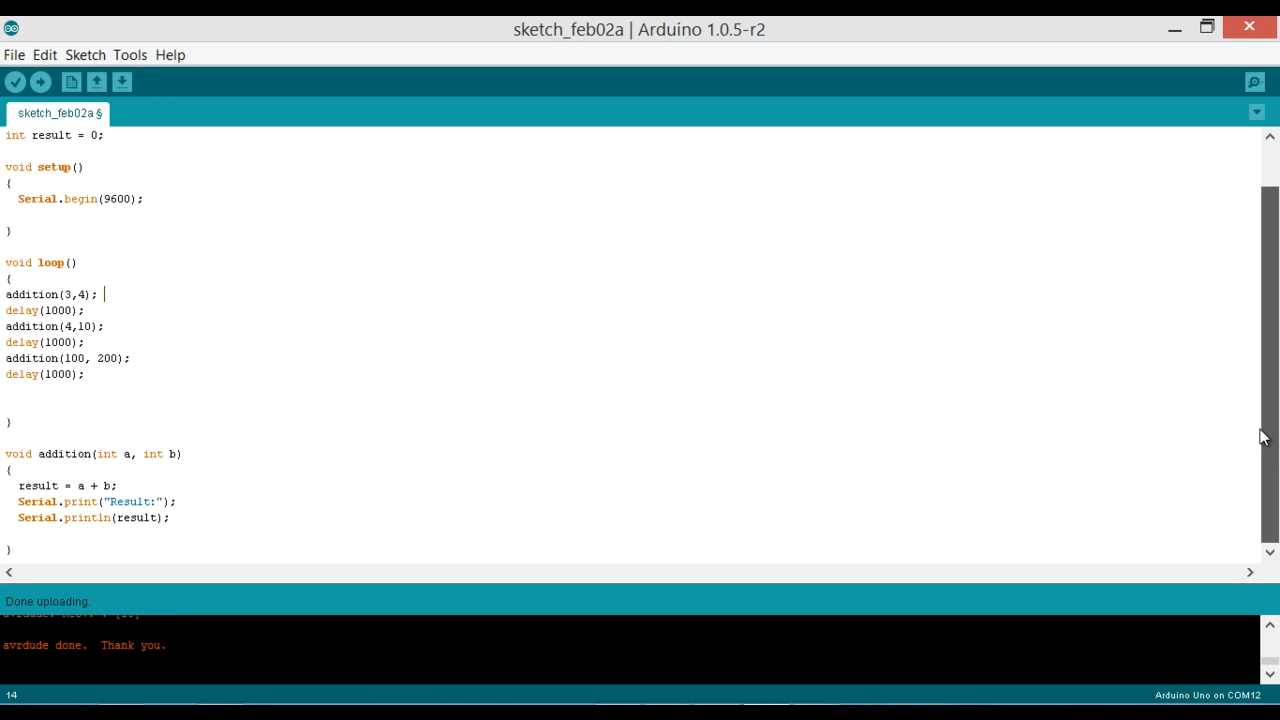 sketch_feb02a | Arduino 1.0.5-r2
File Edit Sketch Tools Help
sketch_feb02a §
int result = 0;
void setup()
{
Serial.begin(9600);
}
void loop()
{
addition(3,4);
delay(1000);
addition(4,10);
delay(1000);
addition(100, 200);
delay(1000);
}
void addition(int a, int b)
{
result = a + b;
Serial.print("Result:");
Serial.println(result);
}
Done uploading.
avrdude done. Thank you.
14
Arduino Uno on COM12